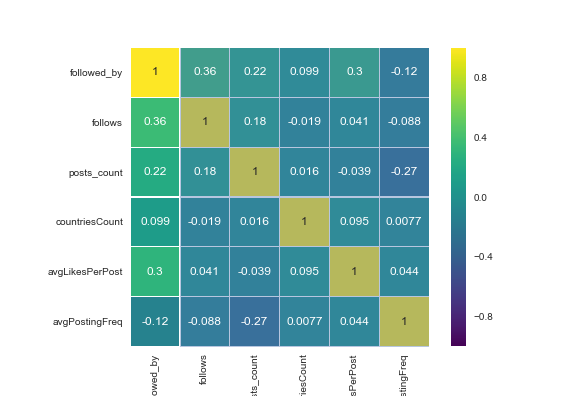 followed_by 1 0.36 0.22 0.099 0.3 -0.12
follows 0.36 1 0.18 -0.019 0.041 -0.088
posts_count 0.22 0.18 1 0.016 -0.039 -0.27
countriesCount 0.099 -0.019 0.016 1 0.095 0.0077
avgLikesPerPost 0.3 0.041 -0.039 0.095 1 0.044
avgPostingFreq -0.12 -0.088 -0.27 0.0077 0.044 1
owed_by
follows
sts_count
riesCount
sPerPost
stingFreq
0.8
0.4
0.0
−0.4
−0.8